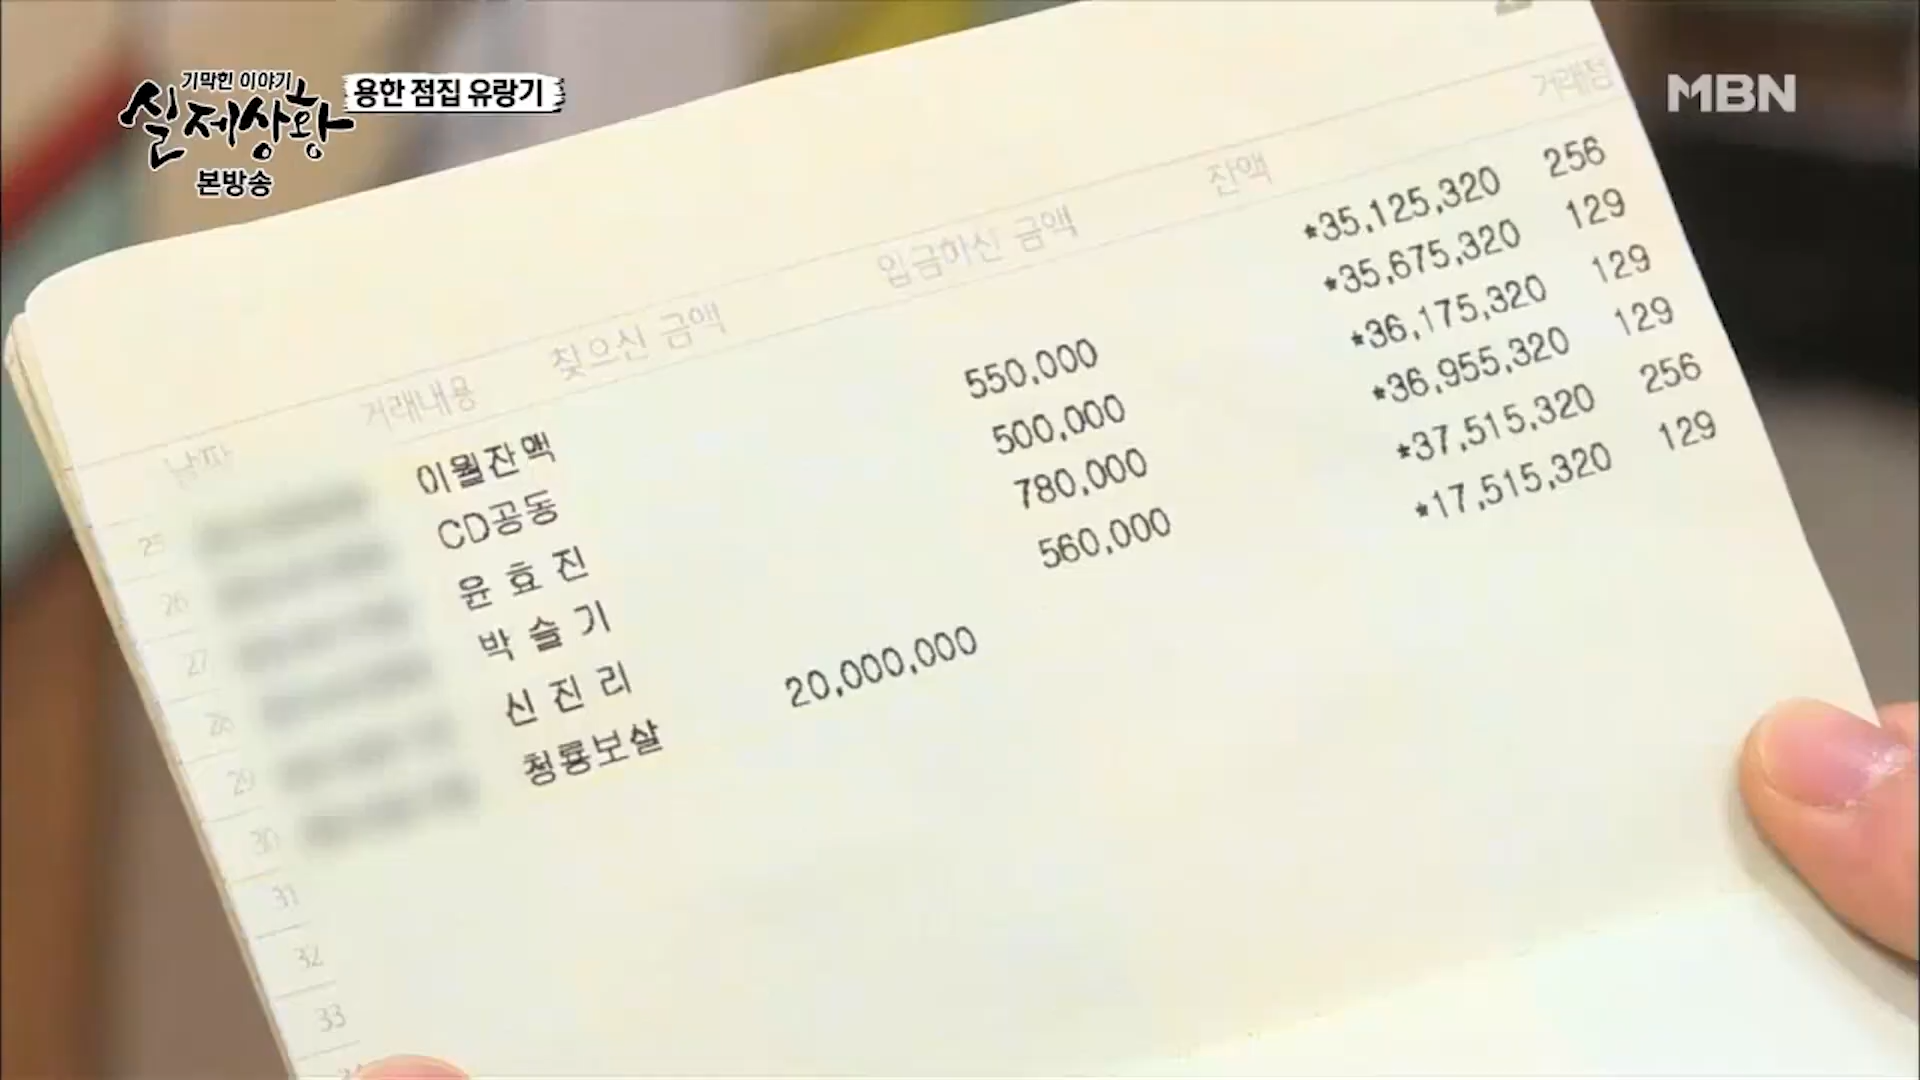 기막힌 이야기
실제상황
본방송
용한 점집 유랑기
MBN
날짜 거래내용 찾으신 금액 입금하신 금액 잔액 거래점
25 이월잔액 *35,125,320 256
26 CD공동 550,000 *35,675,320 129
27 윤효진 500,000 *36,175,320 129
28 박슬기 780,000 *36,955,320 129
29 신진리 560,000 *37,515,320 256
30 청룡보살 20,000,000 *17,515,320 129
31
32
33